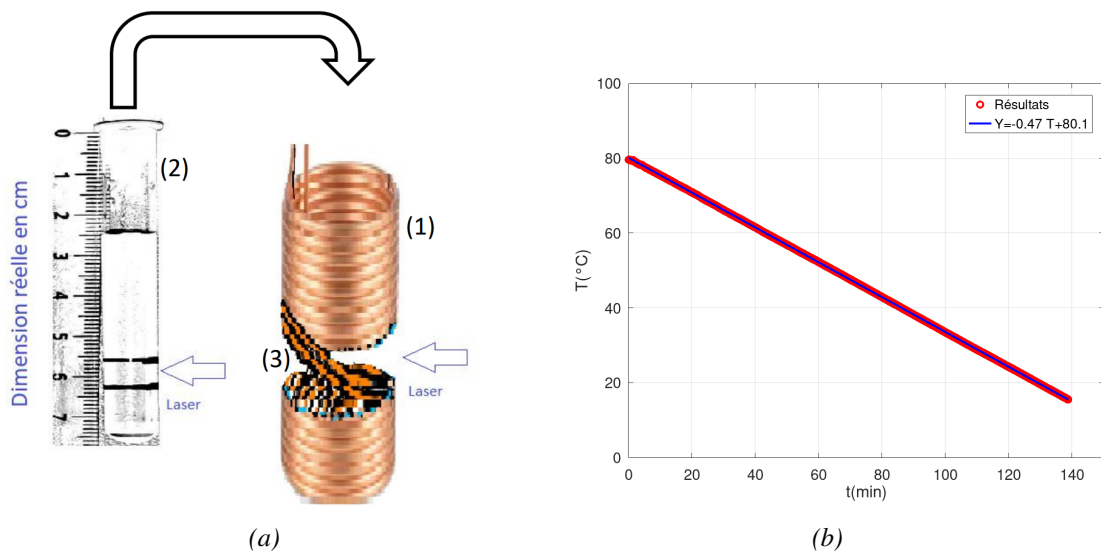 Dimension réelle en cm
0
1
2
3
4
5
6
7
(2)
Laser
(1)
(3)
Laser
(a)
100
80
60
40
20
0
T(°C)
0 20 40 60 80 100 120 140
t(min)
Résultats
Y=-0.47 T+80.1
(b)